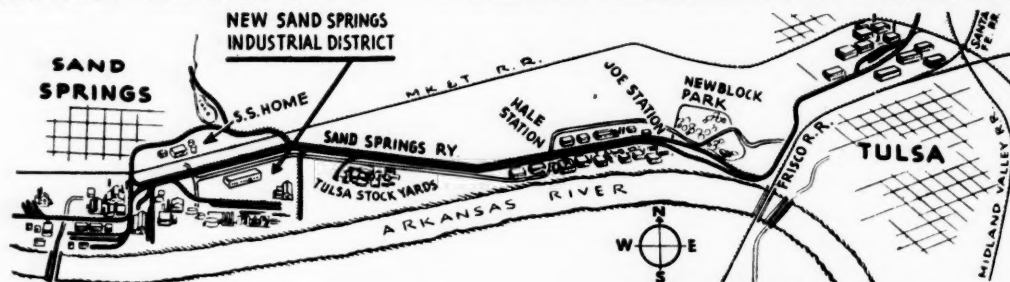 NEW SAND SPRINGS
INDUSTRIAL DISTRICT
SAND
SPRINGS
S.S. HOME
M K & T R.R.
SAND SPRINGS RY
HALE
STATION
JOE STATION
NEWBLOCK
PARK
TULSA STOCK YARDS
ARKANSAS RIVER
FRISCO R.R.
TULSA
SANTA
FE RR.
MIDLAND VALLEY RR.
N
W E
S